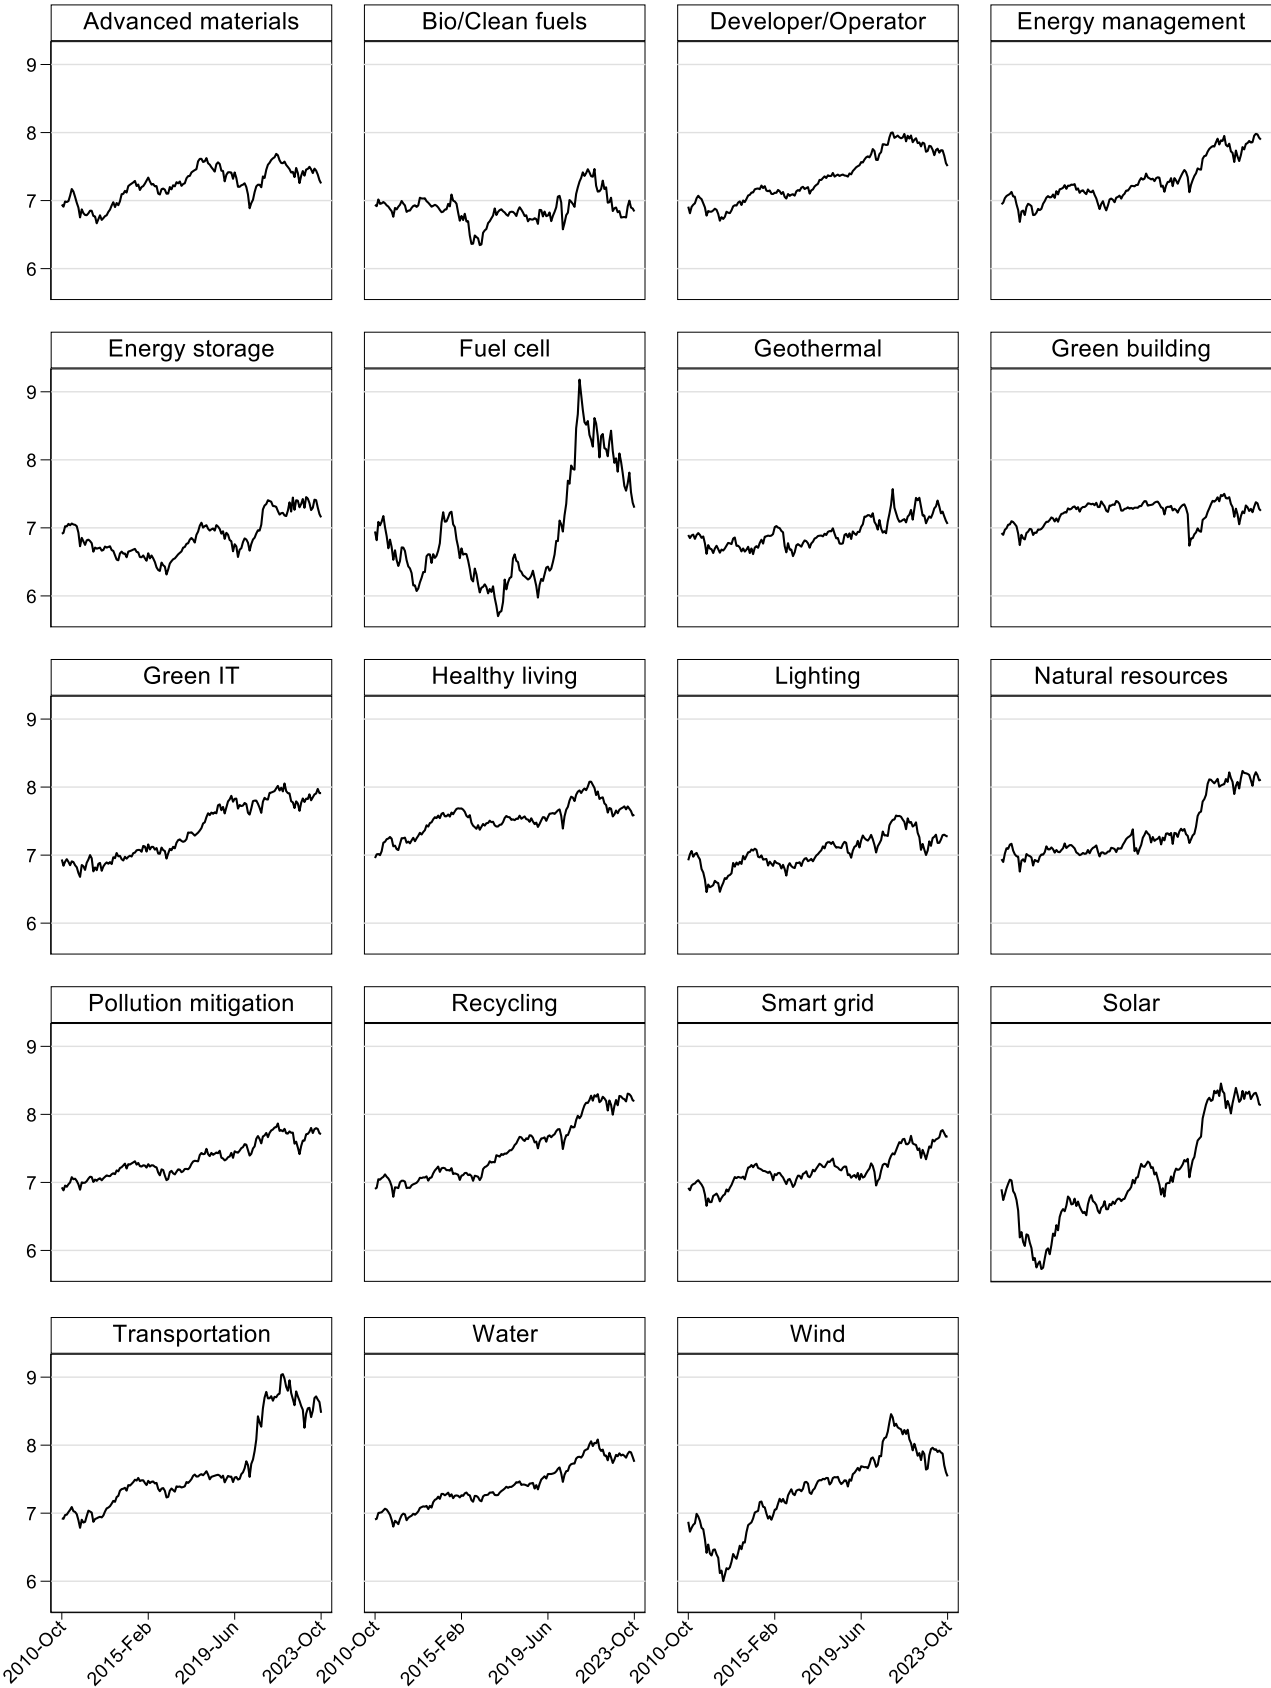 Advanced materials
Bio/Clean fuels
Developer/Operator
Energy management
9
8
7
6
Energy storage
Fuel cell
Geothermal
Green building
9
8
7
6
Green IT
Healthy living
Lighting
Natural resources
9
8
7
6
Pollution mitigation
Recycling
Smart grid
Solar
9
8
7
6
Transportation
Water
Wind
9
8
7
6
2010-Oct
2015-Feb
2019-Jun
2023-Oct
2010-Oct
2015-Feb
2019-Jun
2023-Oct
2010-Oct
2015-Feb
2019-Jun
2023-Oct